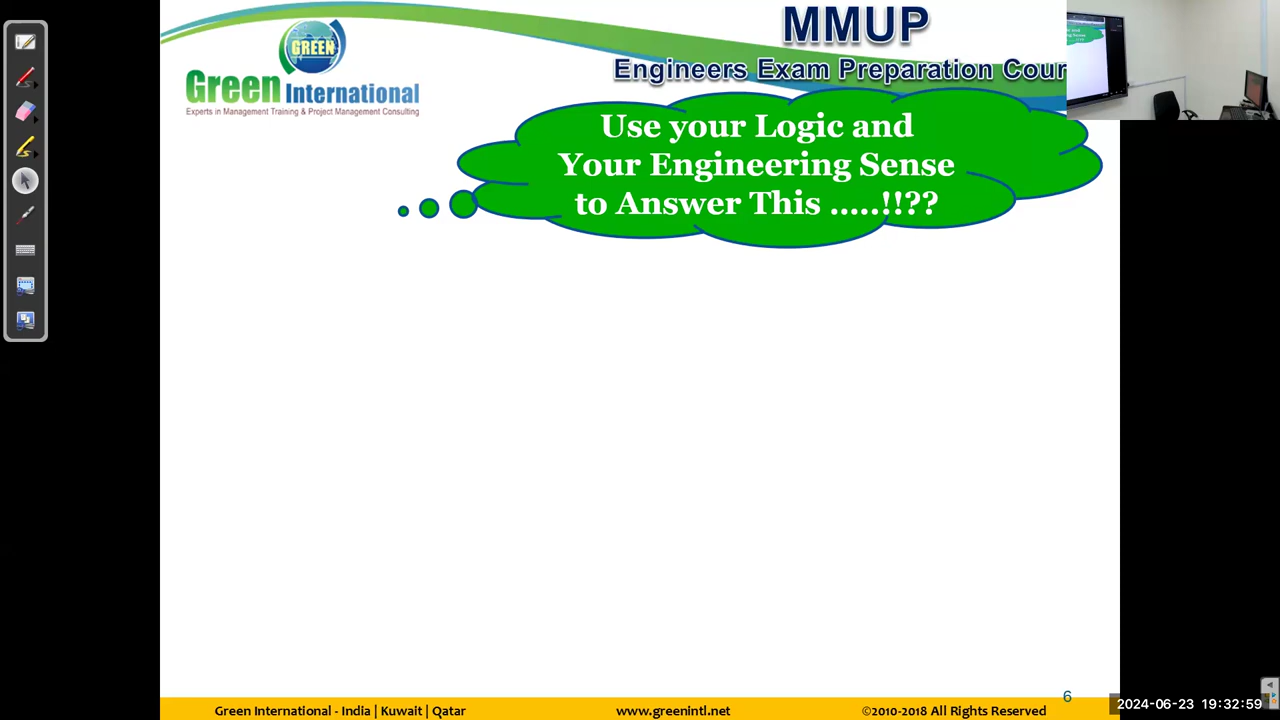 MMUP
Engineers Exam Preparation Cour
GREEN
Green International
Experts in Management Training & Project Management Consulting
Use your Logic and
Your Engineering Sense
to Answer This .....!!??
6
Green International - India | Kuwait | Qatar
www.greenintl.net
©2010-2018 All Rights Reserved
2024-06-23 19:32:59